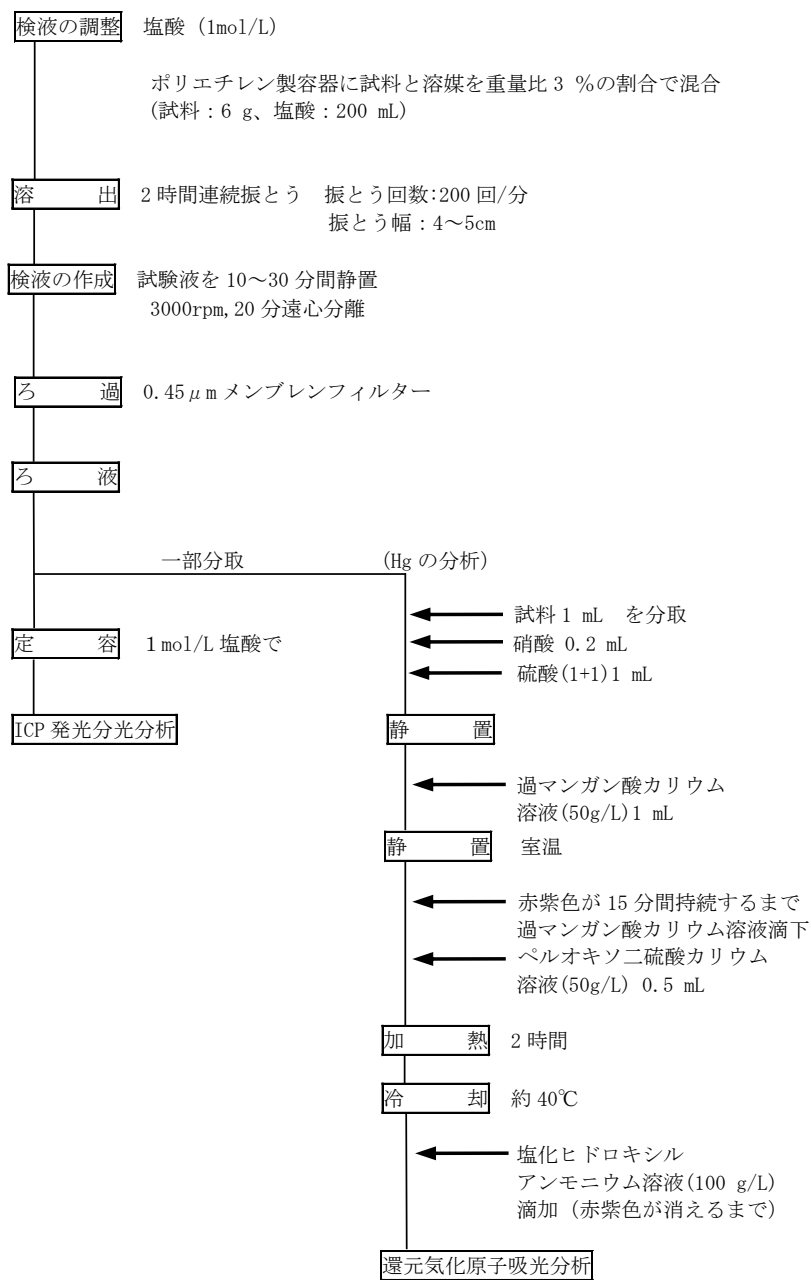 検液の調整 塩酸 (1mol/L)
ポリエチレン製容器に試料と溶媒を重量比 3 %の割合で混合
(試料：6 g、塩酸：200 mL)
溶 出 2 時間連続振とう 振とう回数:200 回/分
振とう幅：4～5cm
検液の作成 試験液を 10～30 分間静置
3000rpm, 20 分遠心分離
ろ 過 0.45μm メンブレンフィルター
ろ 液
一部分取 (Hg の分析)
試料 1 mL を分取
定 容 1 mol/L 塩酸で
硝酸 0.2 mL
硫酸(1+1)1 mL
ICP 発光分光分析
静 置
過マンガン酸カリウム
溶液(50g/L)1 mL
静 置 室温
赤紫色が 15 分間持続するまで
過マンガン酸カリウム溶液滴下
ペルオキソ二硫酸カリウム
溶液(50g/L) 0.5 mL
加 熱 2 時間
冷 却 約 40℃
塩化ヒドロキシル
アンモニウム溶液(100 g/L)
滴加 (赤紫色が消えるまで)
還元気化原子吸光分析